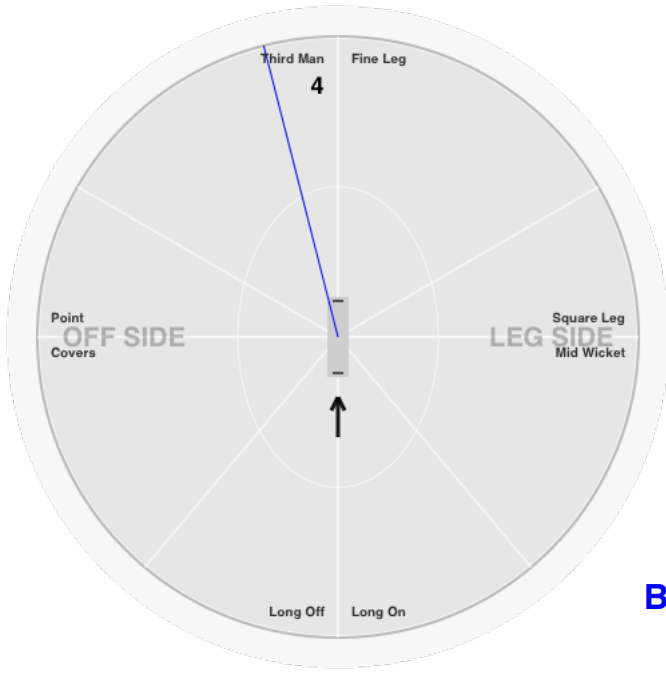 Third Man Fine Leg
4
Point Square Leg
OFF SIDE LEG SIDE
Covers Mid Wicket
B
Long Off Long On